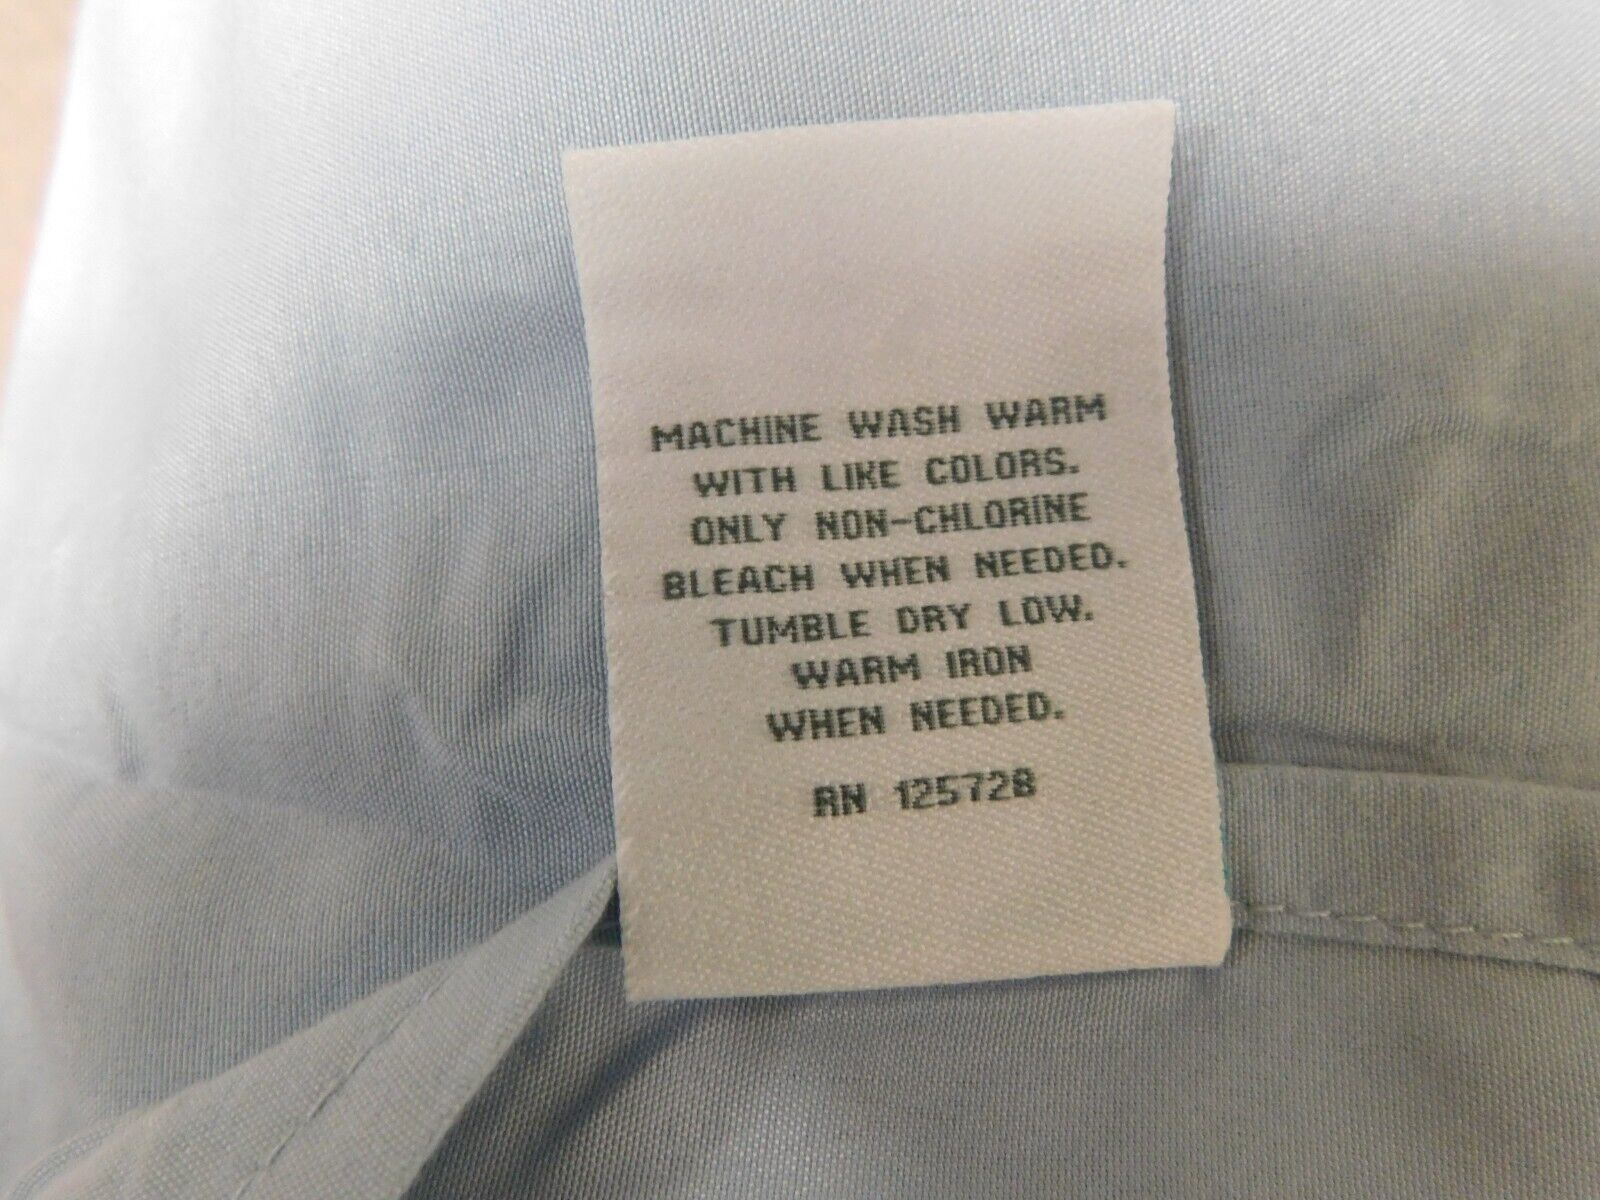 MACHINE WASH WARM
WITH LIKE COLORS.
ONLY NON-CHLORINE
BLEACH WHEN NEEDED.
TUMBLE DRY LOW.
WARM IRON
WHEN NEEDED.
RN 125728